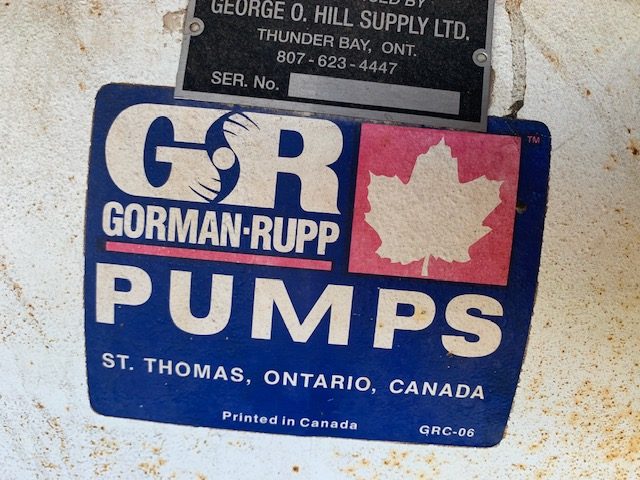 BY
GEORGE O. HILL SUPPLY LTD.
THUNDER BAY, ONT.
807-623-4447
SER. No.
GR
TM
GORMAN-RUPP
PUMPS
ST. THOMAS, ONTARIO, CANADA
Printed in Canada
GRC-06